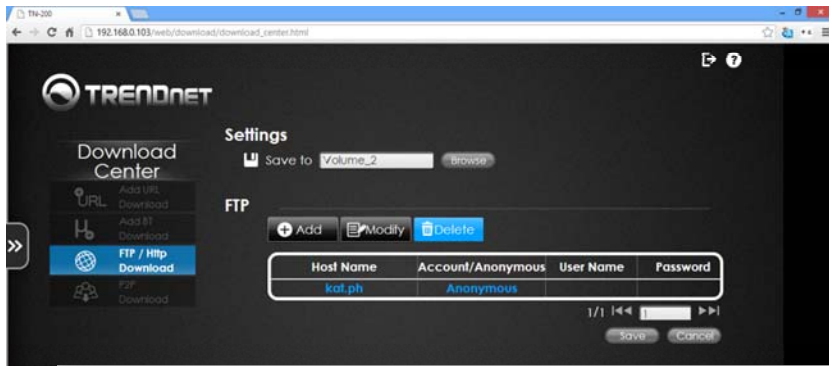 TN-200
192.168.0.103/web/download/download_center.html
TRENDNET
Download
Center
URL
Add URL
Download
Add BT
Download
FTP / Http
Download
P2P
Download
Settings
Save to Volume_2 Browse
FTP
Add Modify Delete
Host Name Account/Anonymous User Name Password
kat.ph Anonymous
1/1 1
Save Cancel